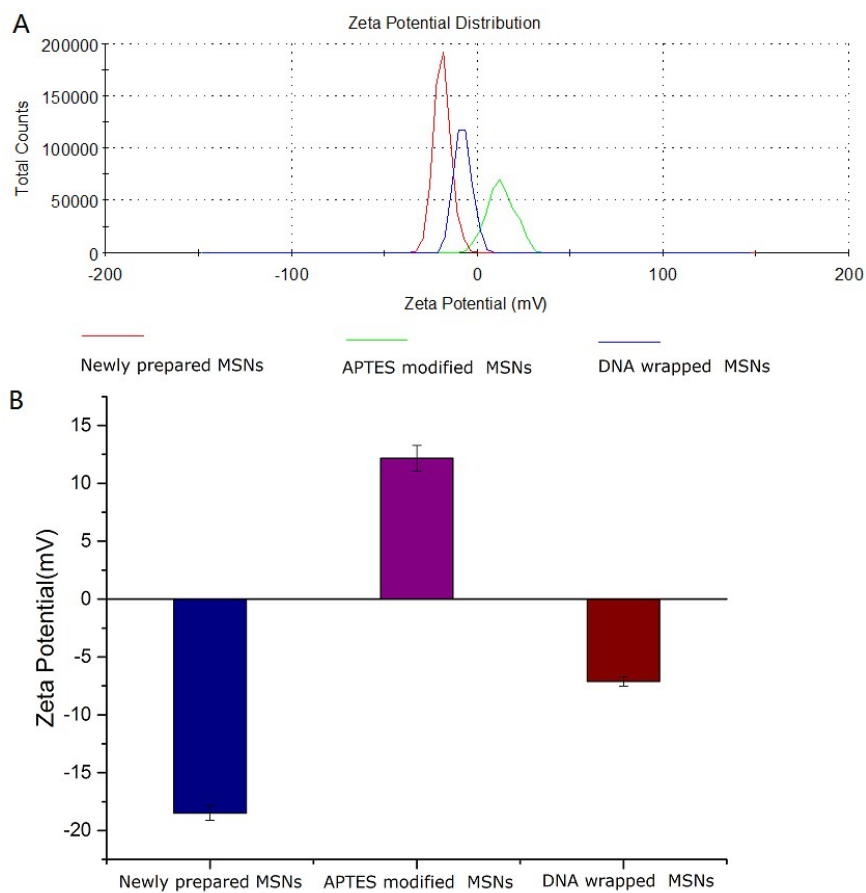 A
Zeta Potential Distribution
Total Counts
200000
150000
100000
50000
0
-200 -100 0 100 200
Zeta Potential (mV)
Newly prepared MSNs APTES modified MSNs DNA wrapped MSNs
B
Zeta Potential(mV)
15
10
5
0
-5
-10
-15
-20
Newly prepared MSNs APTES modified MSNs DNA wrapped MSNs